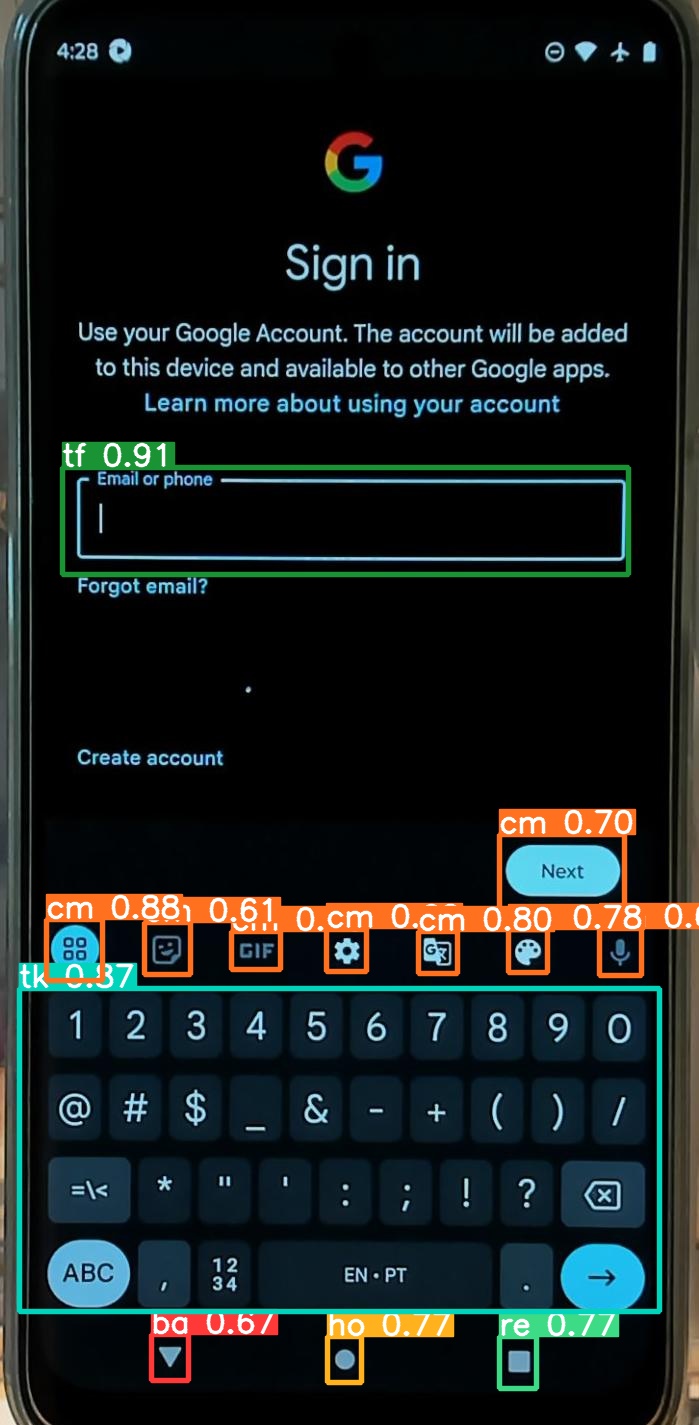 4:28
Sign in
Use your Google Account. The account will be added
to this device and available to other Google apps.
Learn more about using your account
tf 0.91
Email or phone
Forgot email?
Create account
cm 0.70
Next
cm 0.88 0.61 0. cm 0. cm 0.80 0.78
GIF
tk 0.87
1 2 3 4 5 6 7 8 9 0
@ # $ _ & - + ( ) /
=\< * " ' : ; ! ?
ABC , 12 34 EN • PT .
ba 0.67 ho 0.77 re 0.77